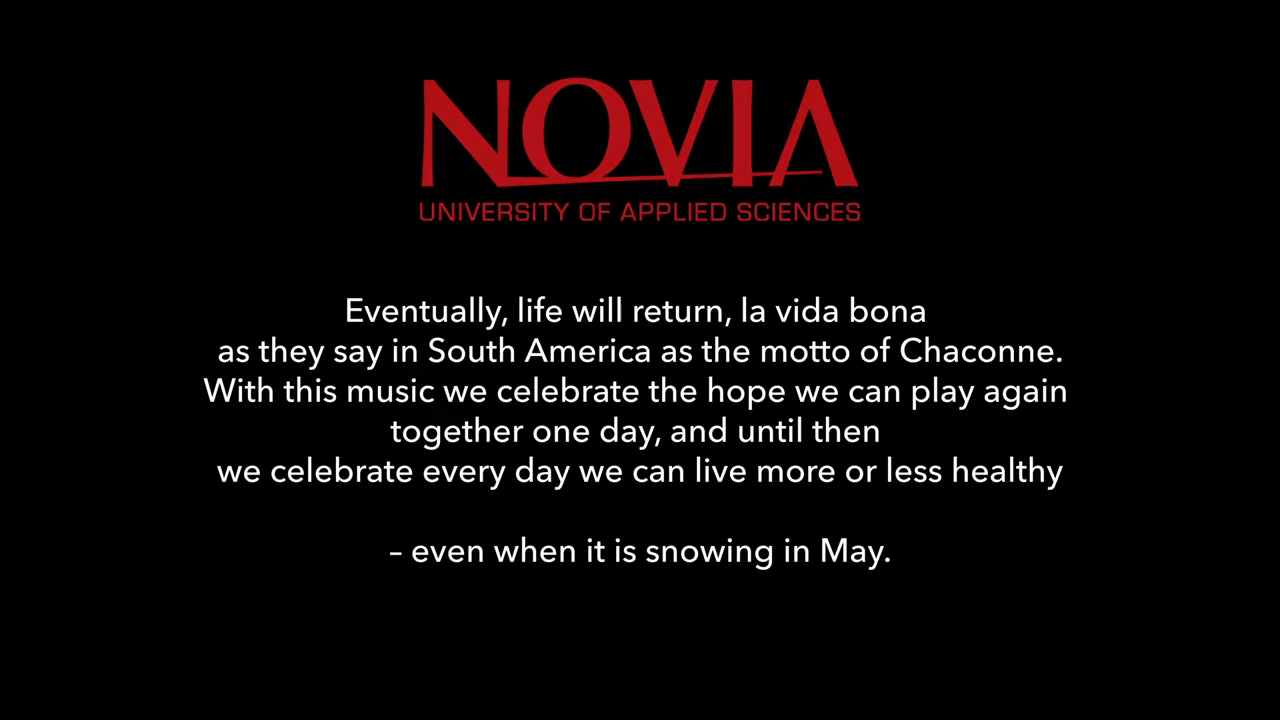 NOVIA
UNIVERSITY OF APPLIED SCIENCES
Eventually, life will return, la vida bona
as they say in South America as the motto of Chaconne.
With this music we celebrate the hope we can play again
together one day, and until then
we celebrate every day we can live more or less healthy
– even when it is snowing in May.